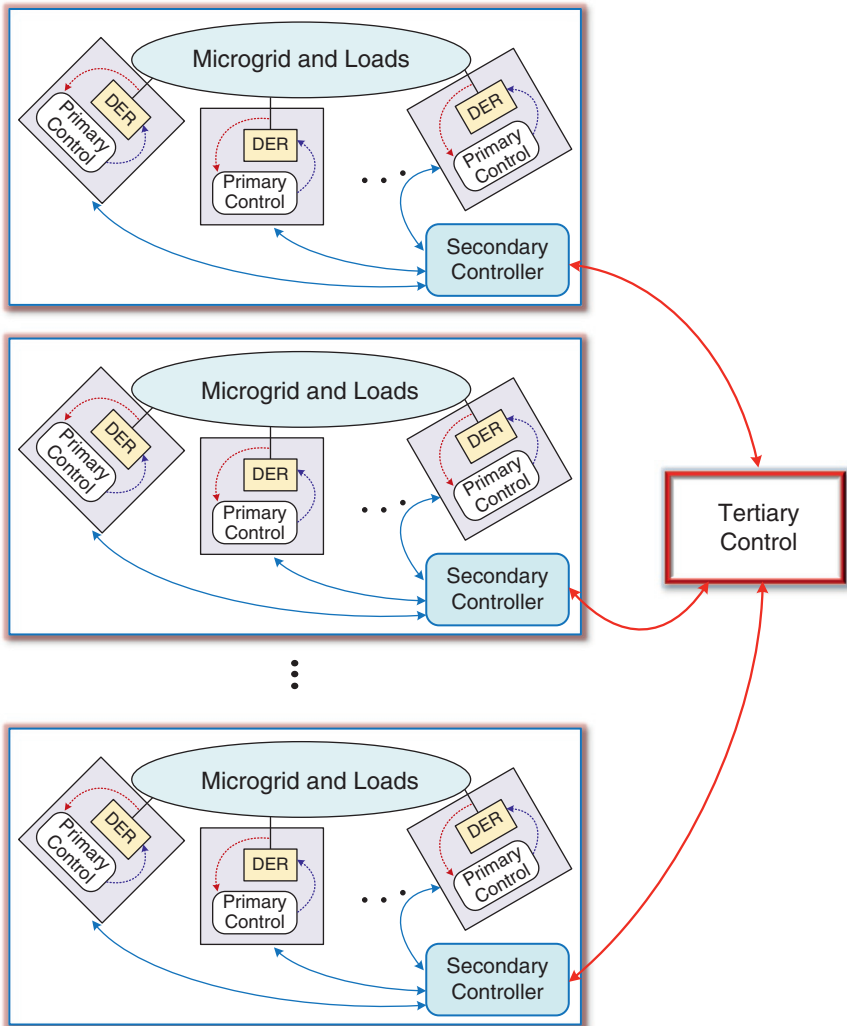 Microgrid and Loads
DER
Primary
Control
DER
Primary
Control
DER
Primary
Control
Secondary
Controller
Microgrid and Loads
DER
Primary
Control
DER
Primary
Control
DER
Primary
Control
Secondary
Controller
Tertiary
Control
Microgrid and Loads
DER
Primary
Control
DER
Primary
Control
DER
Primary
Control
Secondary
Controller